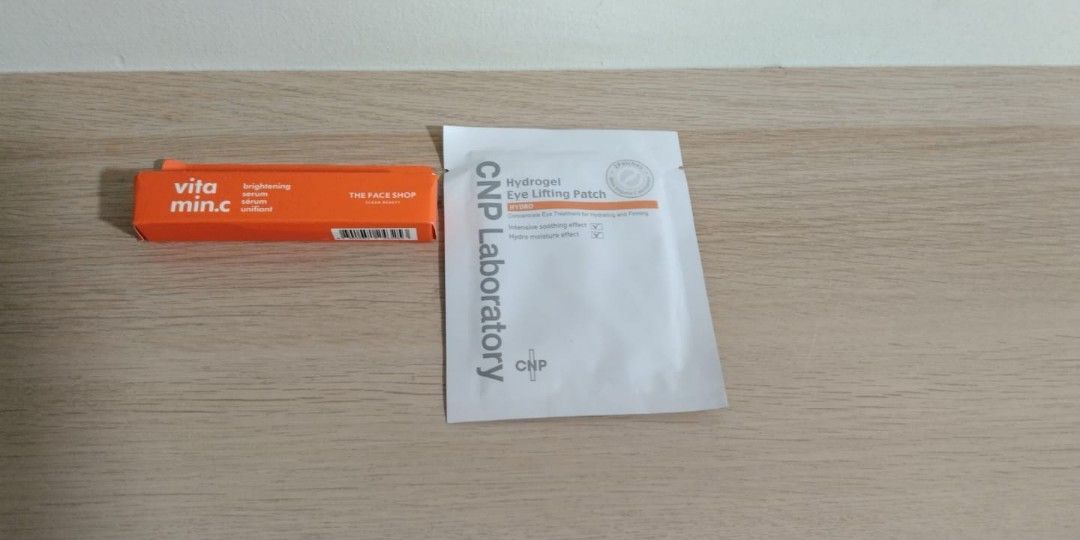 vita
min.c
brightening
serum
sérum
unifiant
THE FACE SHOP
CLEAN BEAUTY
CNP Laboratory
Hydrogel
Eye Lifting Patch
HYDRO
Concentrate Eye Treatment for Hydrating and Firming
Intensive soothing effect
Hydro moisture effect
CNP